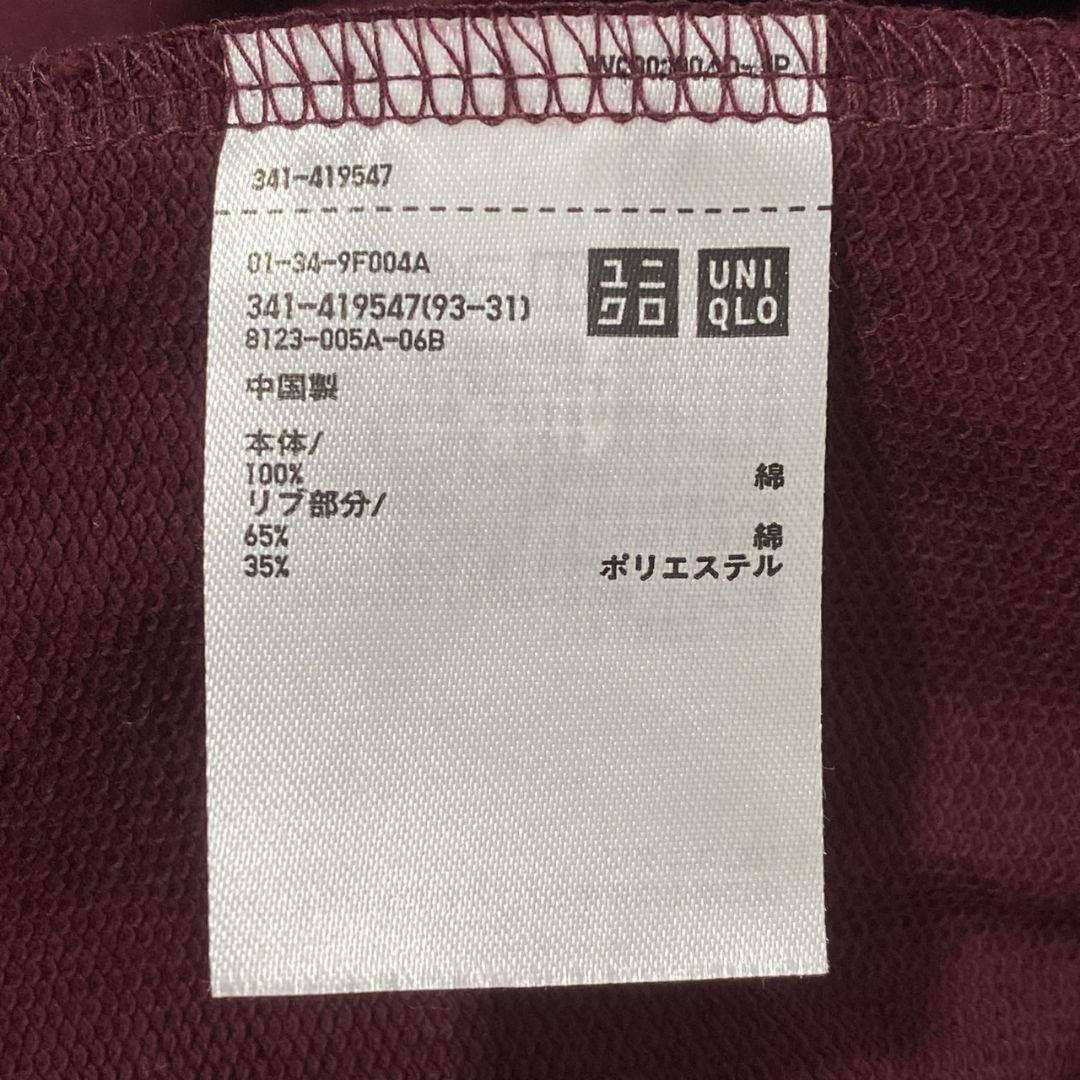 341-419547
01-34-9F004A
341-419547(93-31)
8123-005A-06B
ユニ
クロ
UNI
QLO
中国製
本体/
100% 綿
リブ部分/
65% 綿
35% ポリエステル